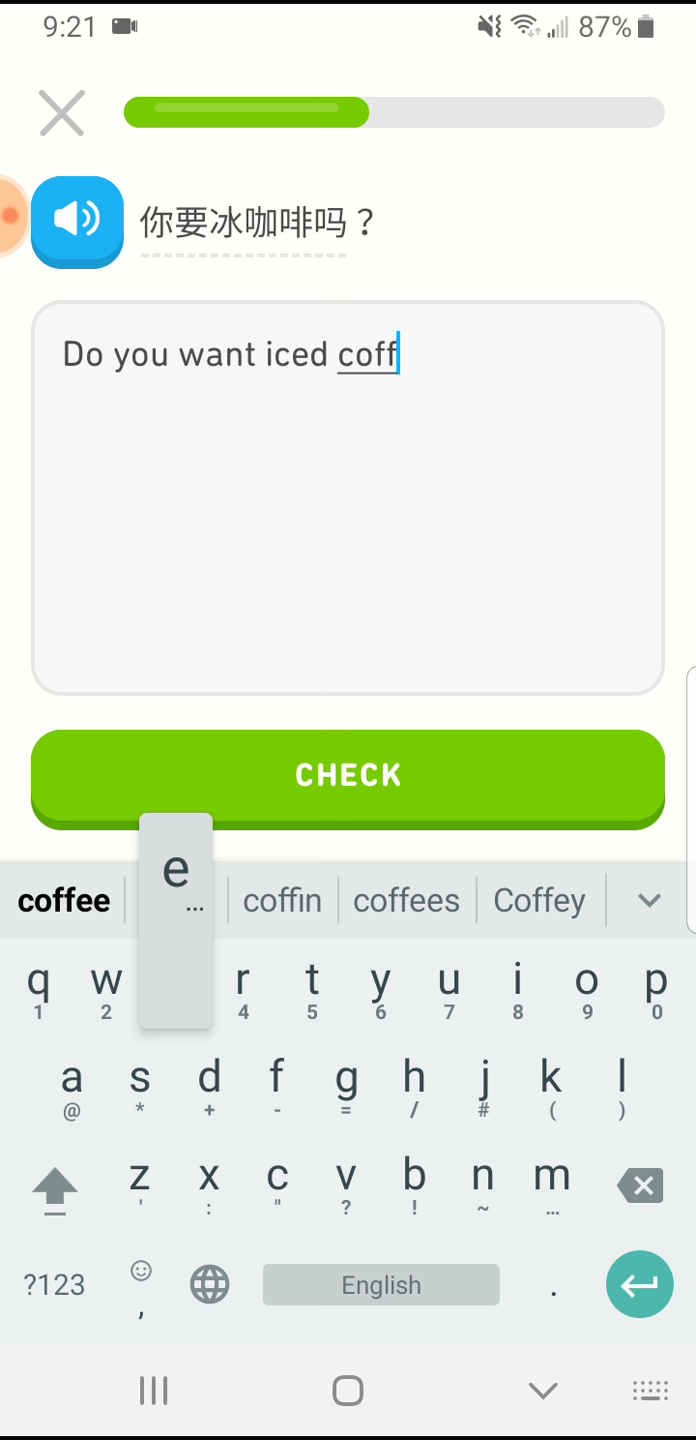 9:21 87%
你要冰咖啡吗？
Do you want iced coff
CHECK
coffee e ... coffin coffees Coffey
q w r t y u i o p
1 2 4 5 6 7 8 9 0
a s d f g h j k l
@ * + - = / # ( )
z x c v b n m
' : " ? ! ~ ...
?123 , English .